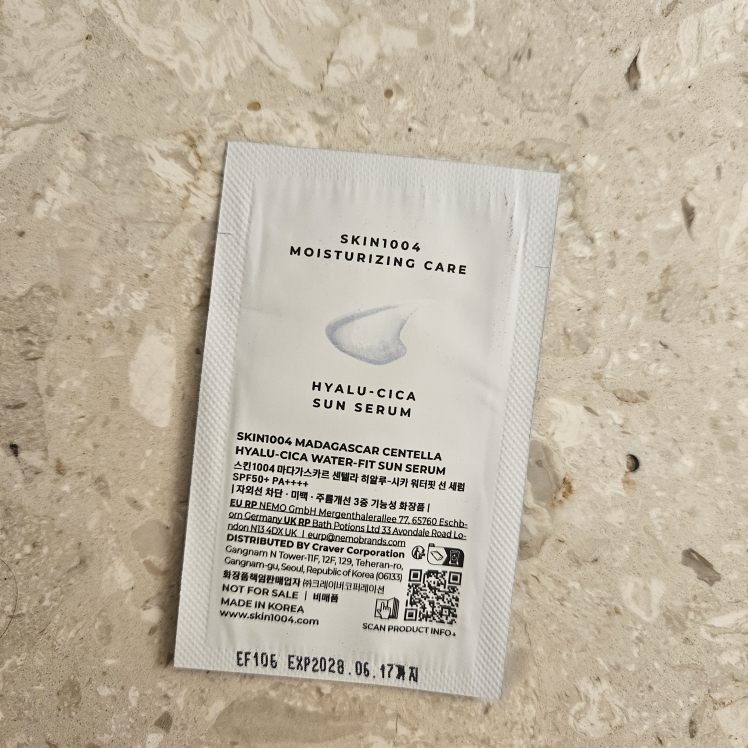 SKIN1004
MOISTURIZING CARE
HYALU-CICA
SUN SERUM
SKIN1004 MADAGASCAR CENTELLA
HYALU-CICA WATER-FIT SUN SERUM
스킨1004 마다가스카르 센텔라 히알루-시카 워터핏 선 세럼
SPF50+ PA++++
| 자외선 차단 · 미백 · 주름개선 3중 기능성 화장품 |
EU RP NEMO GmbH Mergenthalerallee 77, 65760 Eschb-
orn Germany UK RP Bath Potions Ltd 33 Avondale Road Lo-
ndon N13 4DX UK | eurp@nemobrands.com
DISTRIBUTED BY Craver Corporation
Gangnam N Tower-11F, 12F, 129, Teheran-ro,
Gangnam-gu, Seoul, Republic of Korea (06133)
화장품책임판매업자 ㈜크레이버코퍼레이션
NOT FOR SALE | 비매품
MADE IN KOREA
www.skin1004.com
SCAN PRODUCT INFO▲
EF106 EXP2028.06.17까지